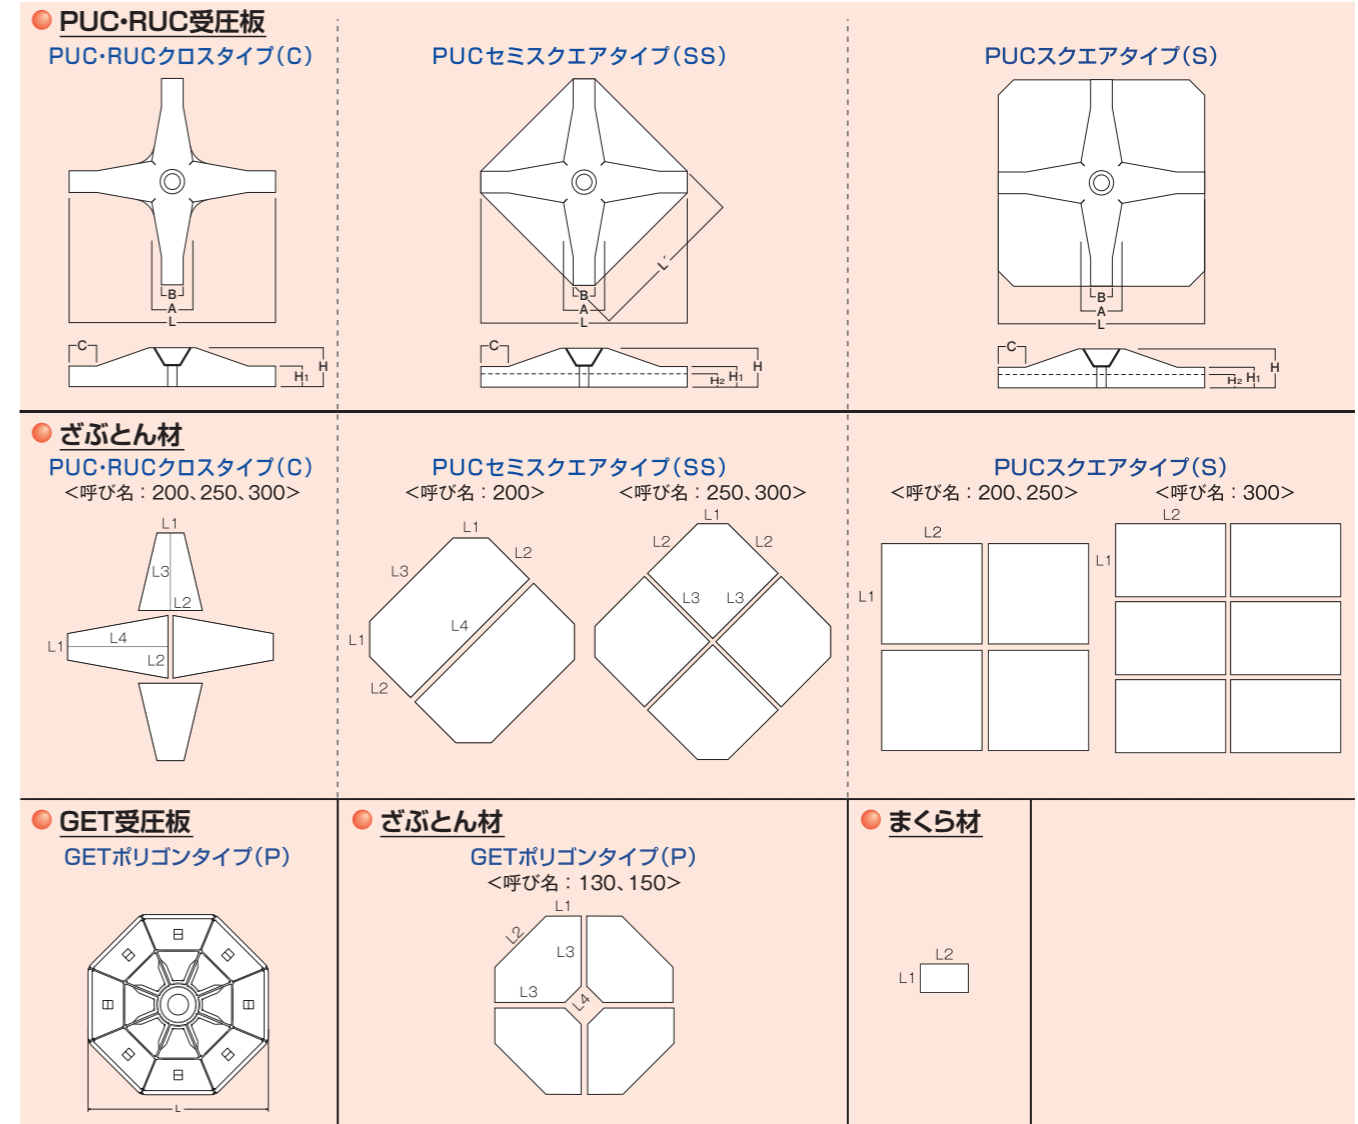 PUC・RUC受圧板
PUC・RUCクロスタイプ(C)
B
A
L
C
H1
H
PUCセミスクエアタイプ(SS)
L'
B
A
L
C
H2
H1
H
PUCスクエアタイプ(S)
B
A
L
C
H2
H1
H
ざぶとん材
PUC・RUCクロスタイプ(C)
<呼び名：200、250、300>
L1
L3
L2
L4
L1
L2
PUCセミスクエアタイプ(SS)
<呼び名：200>
L1
L2
L3
L4
L1
L2
<呼び名：250、300>
L1
L2
L2
L3
L3
PUCスクエアタイプ(S)
<呼び名：200、250>
L2
L1
<呼び名：300>
L2
L1
GET受圧板
GETポリゴンタイプ(P)
L
ざぶとん材
GETポリゴンタイプ(P)
<呼び名：130、150>
L1
L2
L3
L3
L4
まくら材
L2
L1